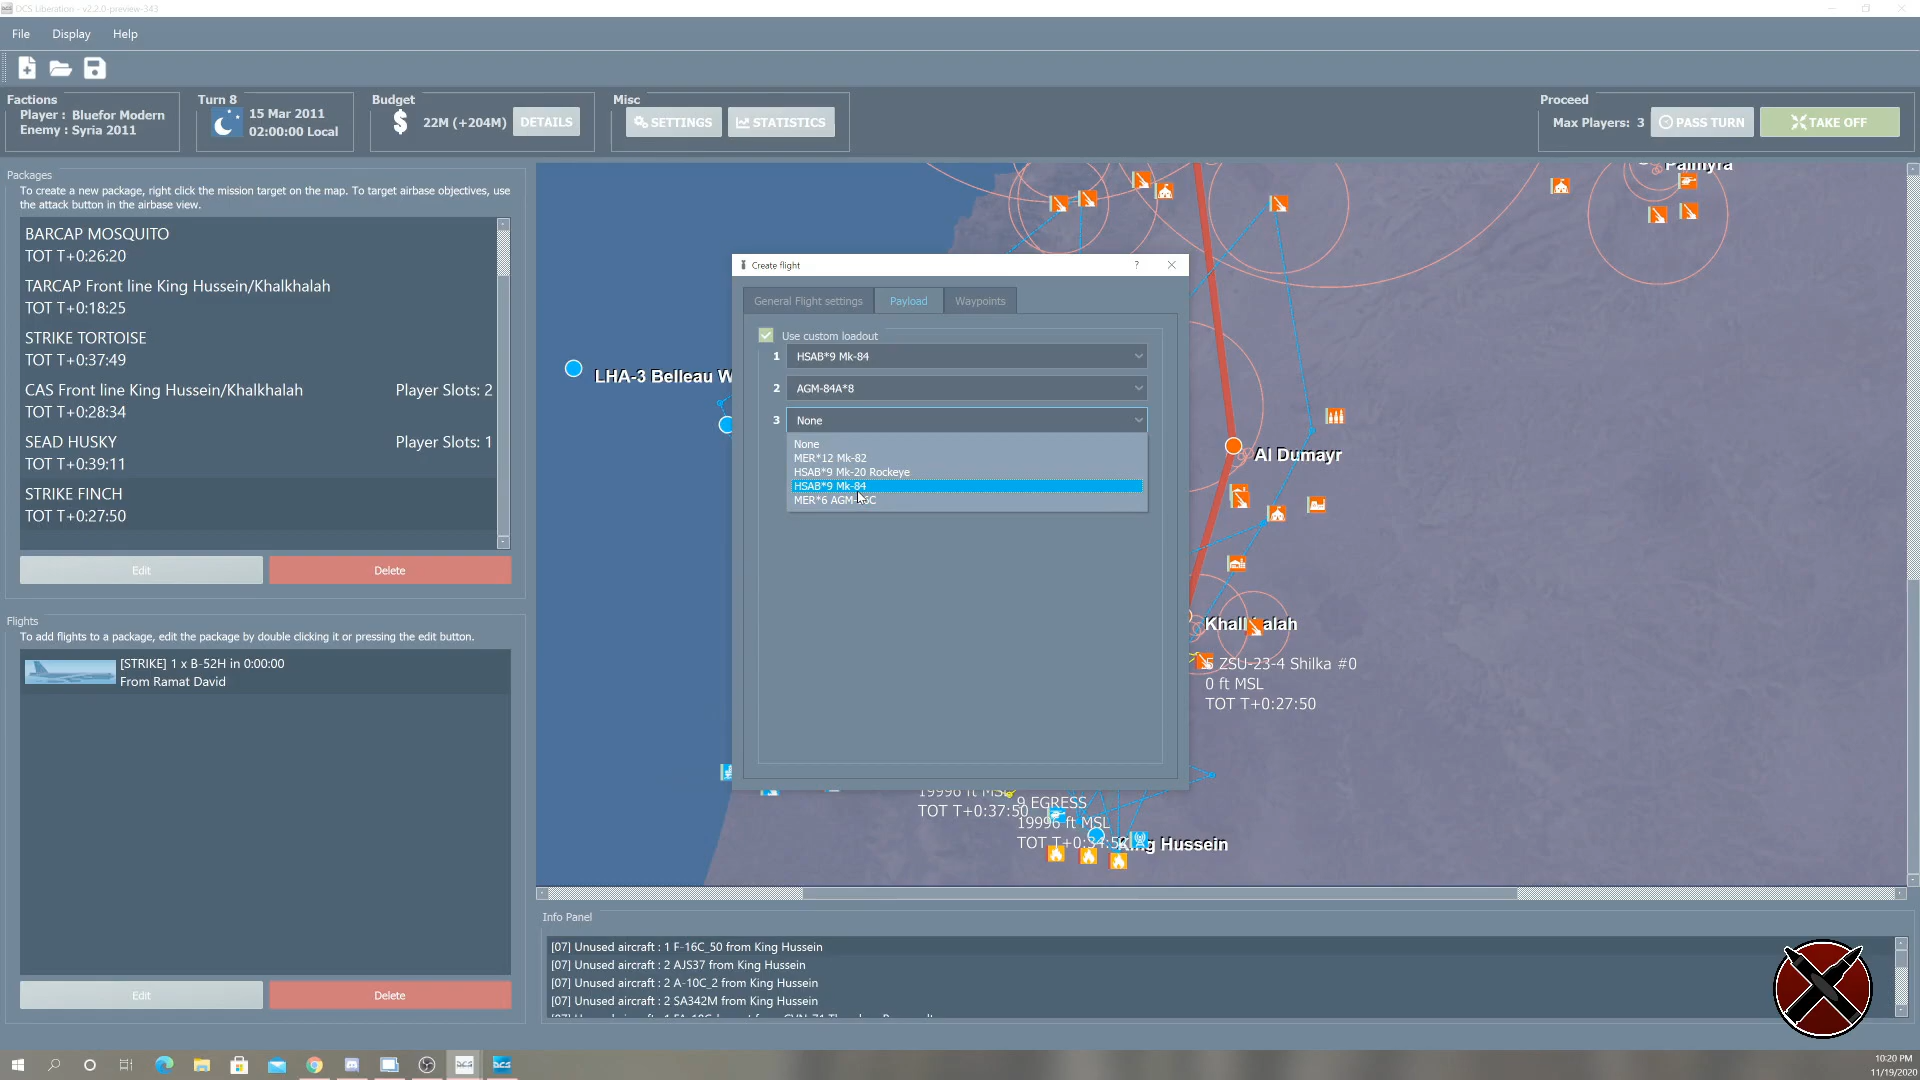 DCS Liberation - v2.2.0-preview-343
File
Display
Help
Factions
Player : Bluefor Modern
Enemy : Syria 2011
Turn 8
15 Mar 2011
02:00:00 Local
Budget
22M (+204M)
DETAILS
Misc
SETTINGS
STATISTICS
Proceed
Max Players: 3
PASS TURN
TAKE OFF
Packages
To create a new package, right click the mission target on the map. To target airbase objectives, use
the attack button in the airbase view.
BARCAP MOSQUITO
TOT T+0:26:20
TARCAP Front line King Hussein/Khalkhalah
TOT T+0:18:25
STRIKE TORTOISE
TOT T+0:37:49
CAS Front line King Hussein/Khalkhalah Player Slots: 2
TOT T+0:28:34
SEAD HUSKY Player Slots: 1
TOT T+0:39:11
STRIKE FINCH
TOT T+0:27:50
Edit
Delete
Flights
To add flights to a package, edit the package by double clicking it or pressing the edit button.
[STRIKE] 1 x B-52H in 0:00:00
From Ramat David
Edit
Delete
Palmyra
LHA-3 Belleau W
Al Dumayr
5 ZSU-23-4 Shilka #0
0 ft MSL
TOT T+0:27:50
19996 ft MSL
TOT T+0:37:50
9 EGRESS
19996 ft MSL
Hussein
Create flight
General Flight settings
Payload
Waypoints
Use custom loadout
1 HSAB*9 Mk-84
2 AGM-84A*8
3 None
None
MER*12 Mk-82
HSAB*9 Mk-20 Rockeye
HSAB*9 Mk-84
MER*6
Info Panel
[07] Unused aircraft : 1 F-16C_50 from King Hussein
[07] Unused aircraft : 2 AJS37 from King Hussein
[07] Unused aircraft : 2 A-10C_2 from King Hussein
[07] Unused aircraft : 2 SA342M from King Hussein
10:20 PM
11/19/2020